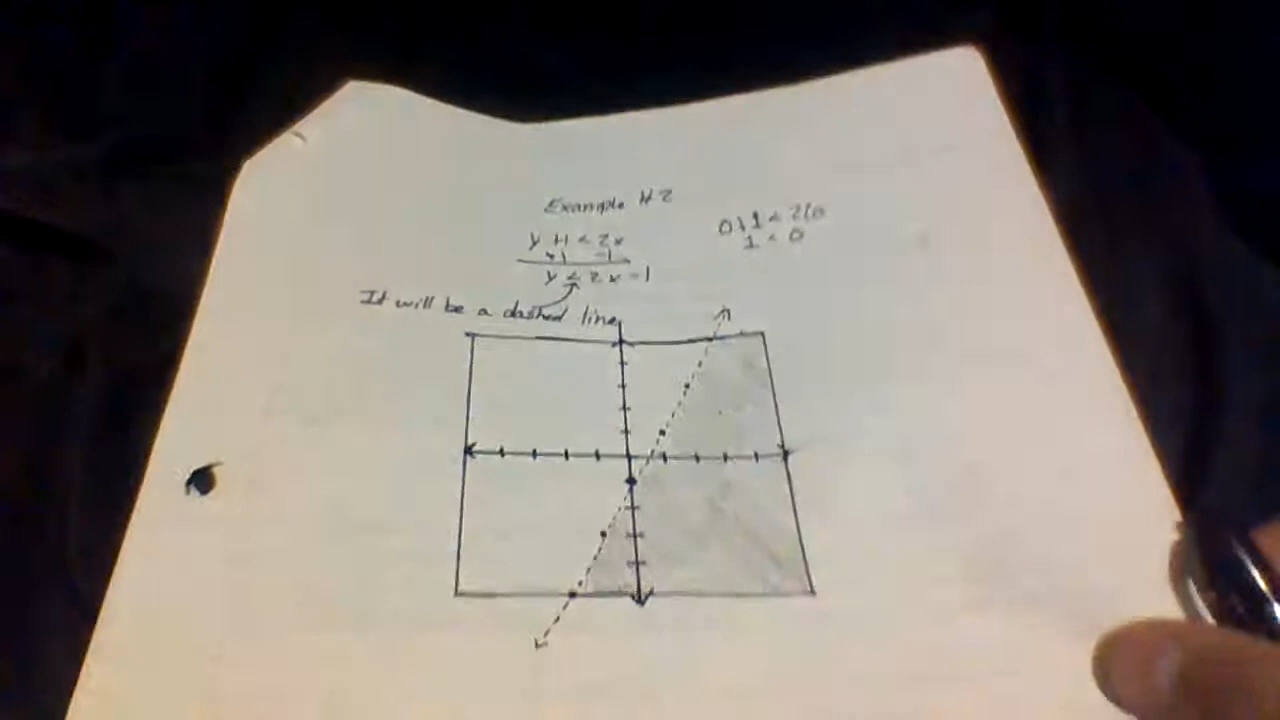 Example #2
y +1 < 2x
-1 -1
y < 2x -1
It will be a dashed line
0+1 < 2(0
1 < 0